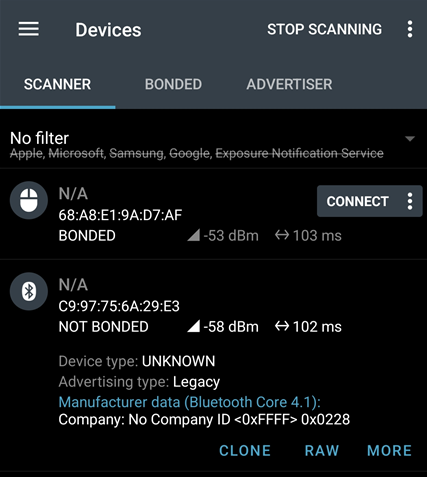 Devices
STOP SCANNING
SCANNER
BONDED
ADVERTISER
No filter
Apple, Microsoft, Samsung, Google, Exposure Notification Service
N/A
68:A8:E1:9A:D7:AF
CONNECT
BONDED
-53 dBm
103 ms
N/A
C9:97:75:6A:29:E3
NOT BONDED
-58 dBm
102 ms
Device type: UNKNOWN
Advertising type: Legacy
Manufacturer data (Bluetooth Core 4.1):
Company: No Company ID <0xFFFF> 0x0228
CLONE
RAW
MORE